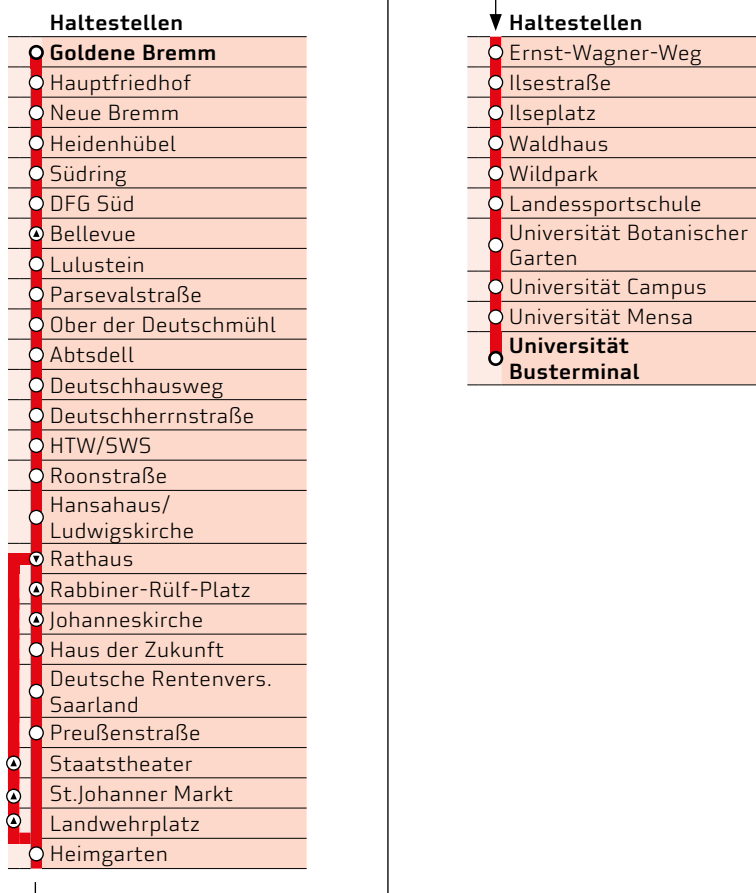 Haltestellen
Goldene Bremm
Hauptfriedhof
Neue Bremm
Heidenhübel
Südring
DFG Süd
Bellevue
Lulustein
Parsevalstraße
Ober der Deutschmühl
Abtsdell
Deutschhausweg
Deutschherrnstraße
HTW/SWS
Roonstraße
Hansahaus/
Ludwigskirche
Rathaus
Rabbiner-Rülf-Platz
Johanneskirche
Haus der Zukunft
Deutsche Rentenvers.
Saarland
Preußenstraße
Staatstheater
St.Johanner Markt
Landwehrplatz
Heimgarten
Haltestellen
Ernst-Wagner-Weg
Ilsestraße
Ilseplatz
Waldhaus
Wildpark
Landessportschule
Universität Botanischer
Garten
Universität Campus
Universität Mensa
Universität
Busterminal